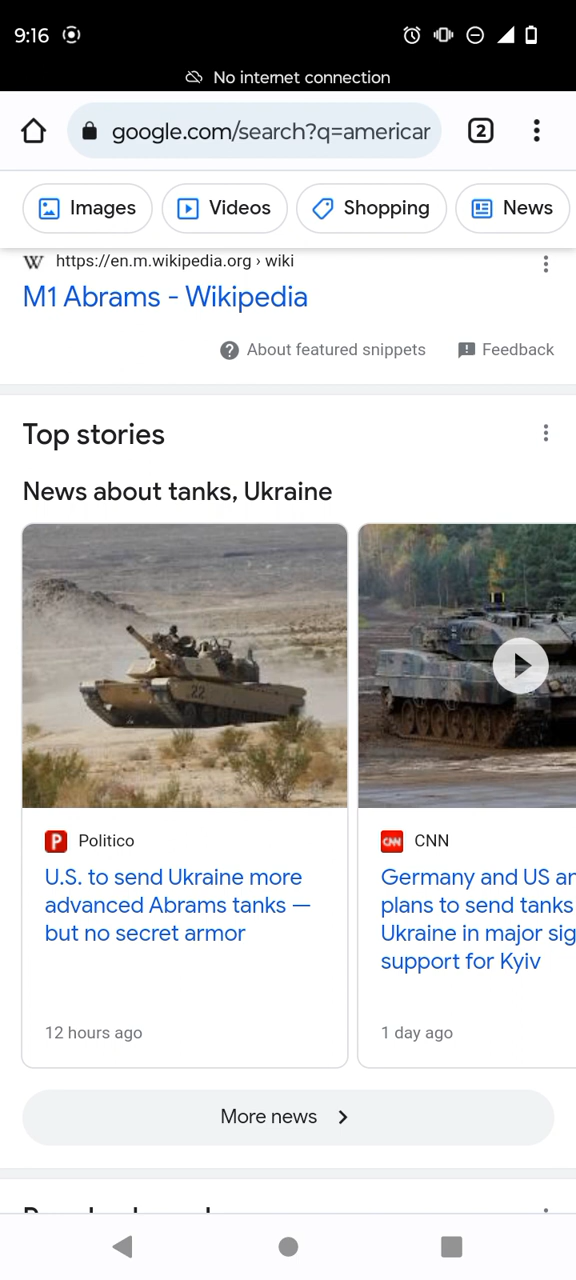 9:16
No internet connection
2
google.com/search?q=americar
Images
Videos
Shopping
News
https://en.m.wikipedia.org › wiki
M1 Abrams - Wikipedia
About featured snippets
Feedback
Top stories
News about tanks, Ukraine
22
P Politico
U.S. to send Ukraine more
advanced Abrams tanks —
but no secret armor
12 hours ago
CNN CNN
Germany and US an
plans to send tanks
Ukraine in major sig
support for Kyiv
1 day ago
More news